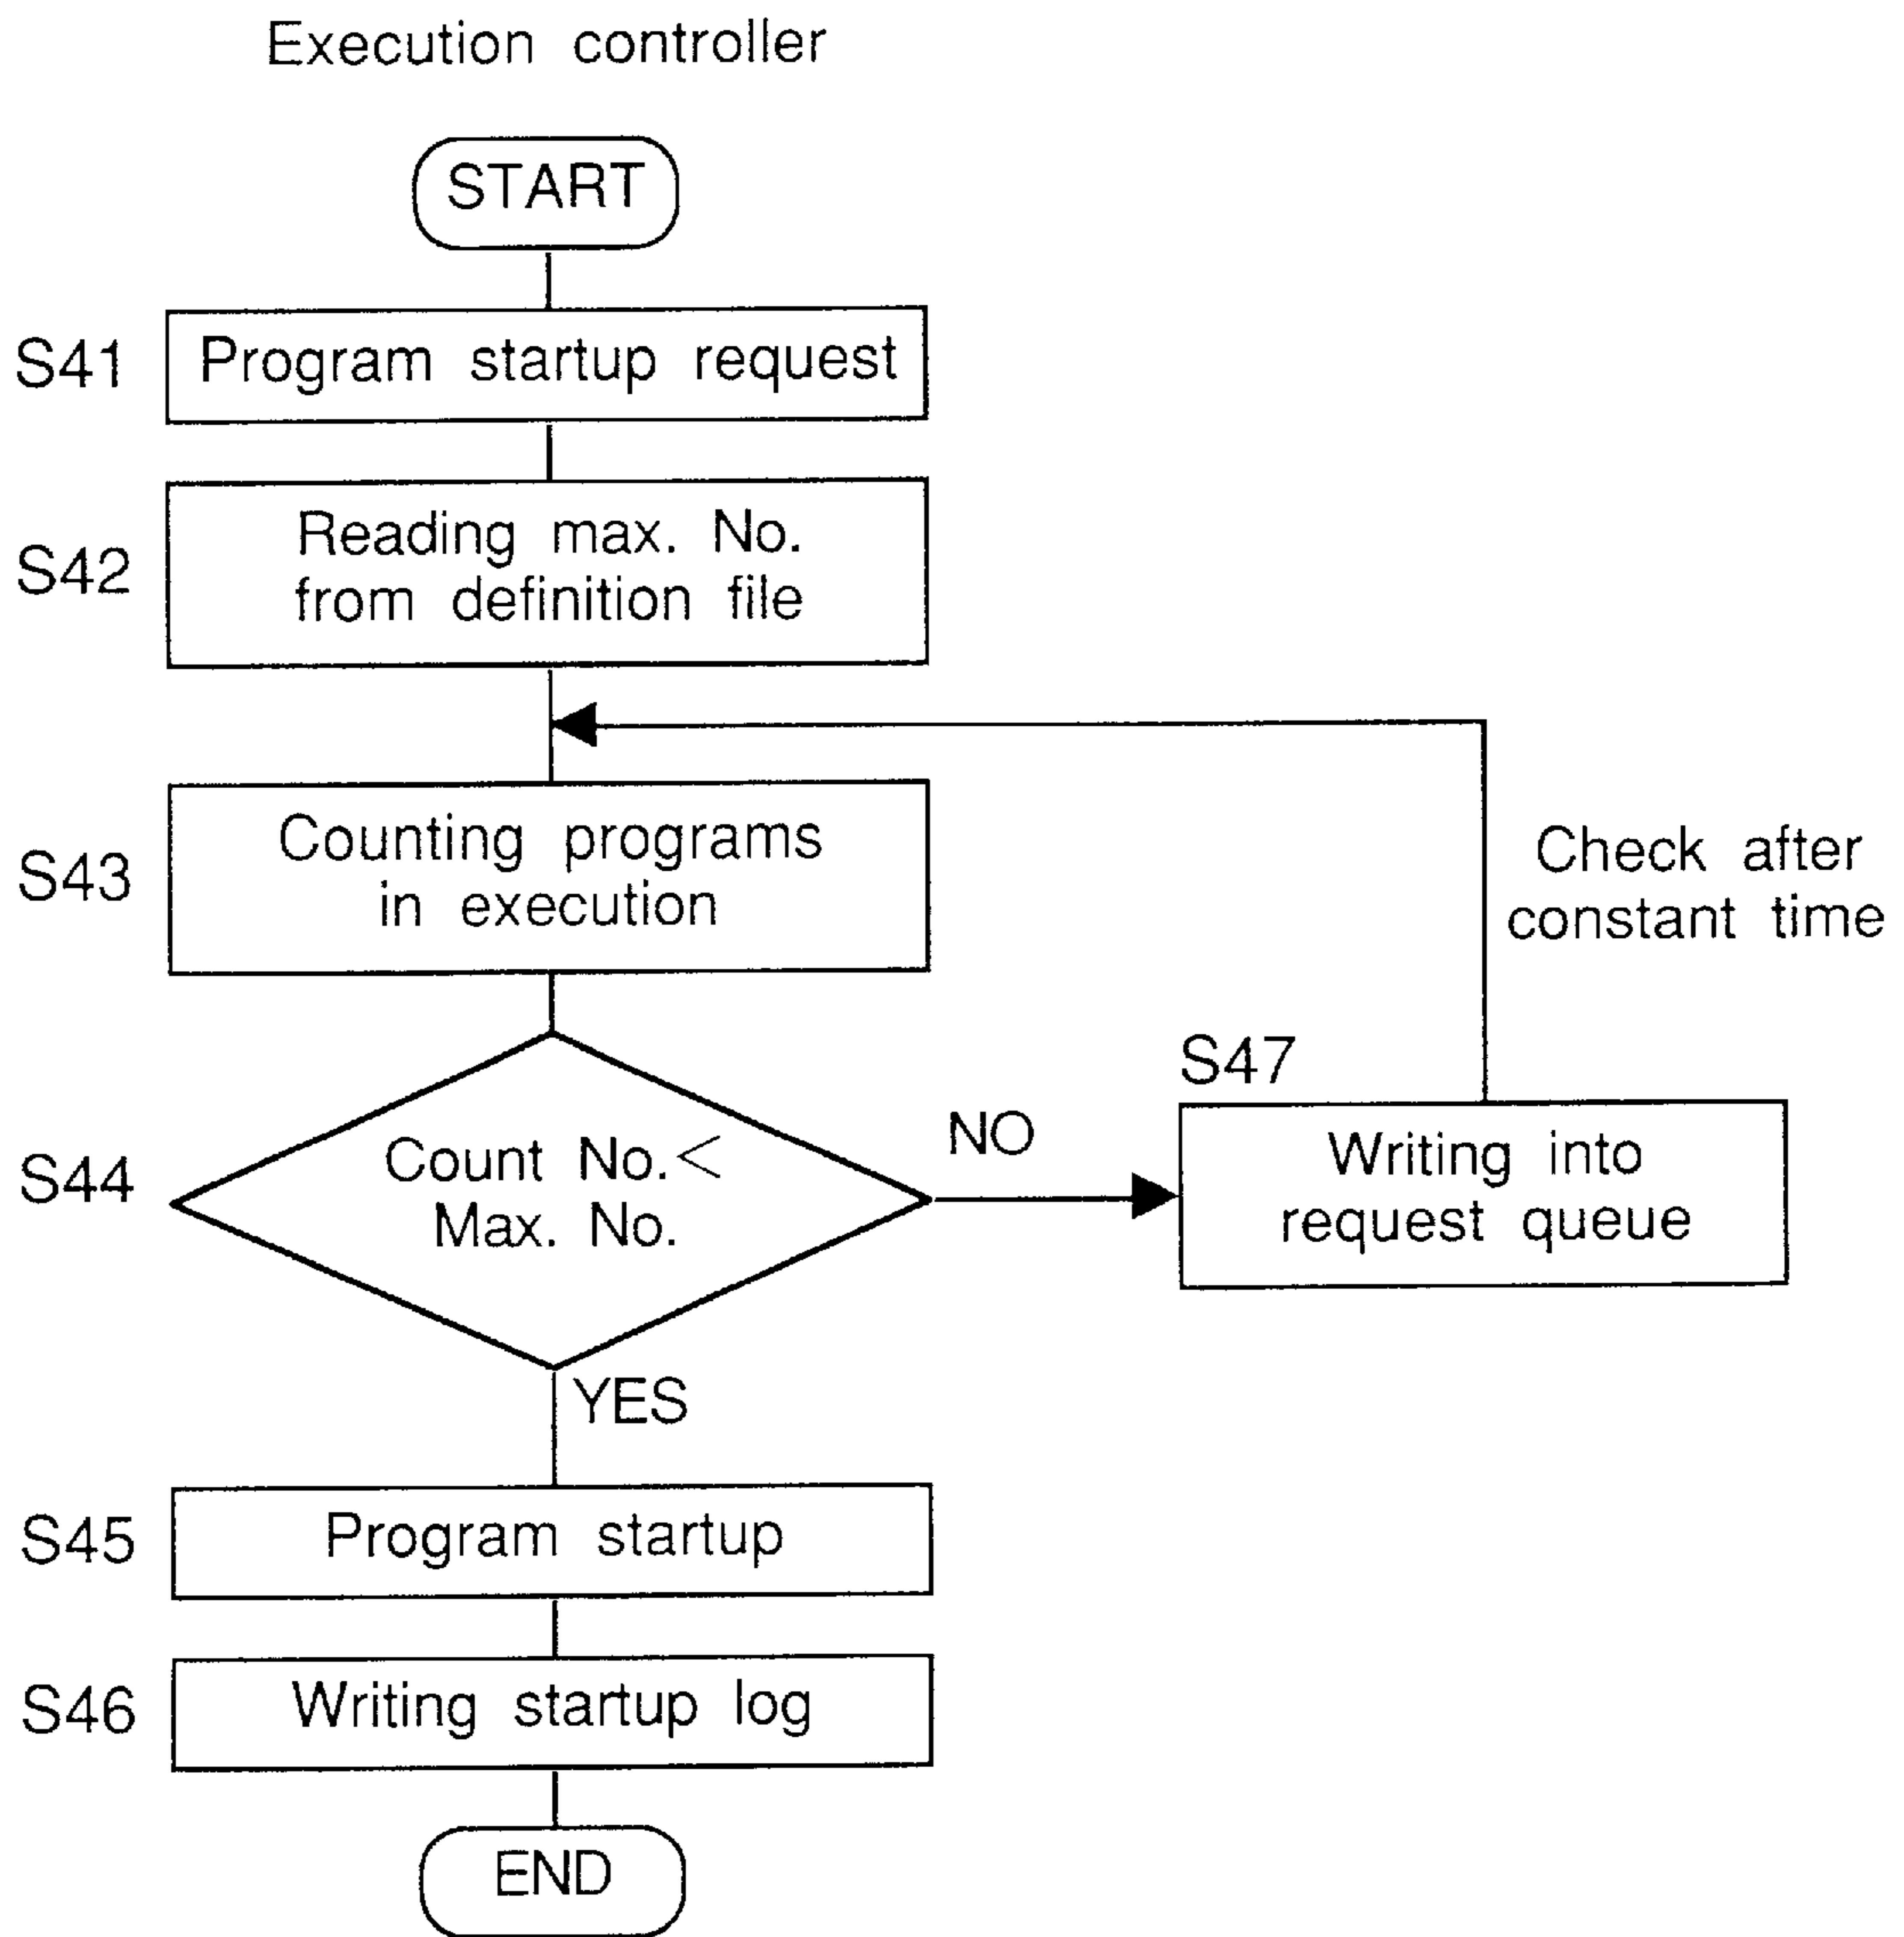 Execution controller
START
S41
Program startup request
S42
Reading max. No.
from definition file
S43
Counting programs
in execution
Check after
constant time
S44
Count No.<
Max. No.
NO
S47
Writing into
request queue
YES
S45
Program startup
S46
Writing startup log
END